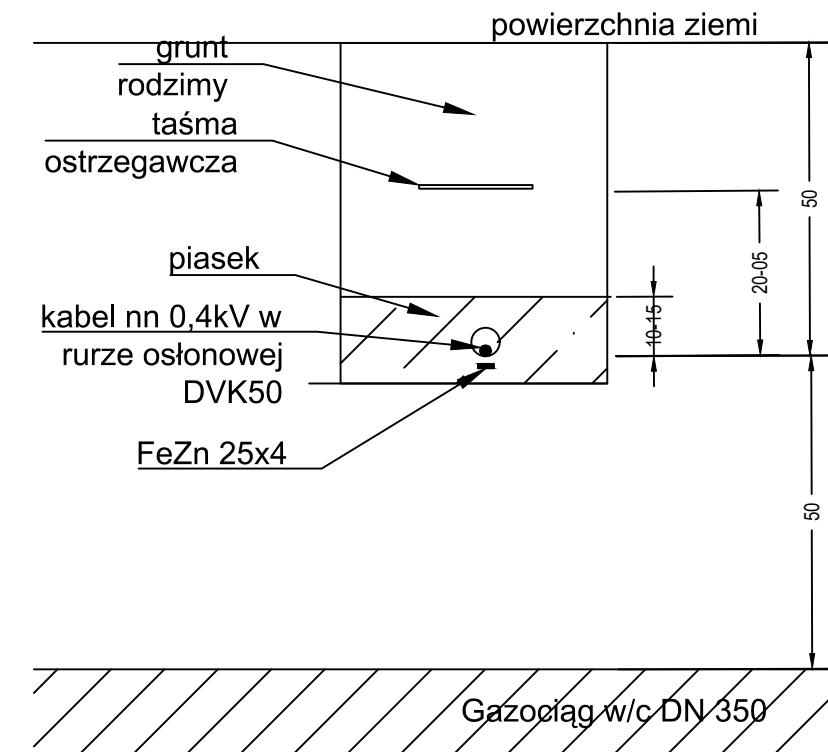 powierzchnia ziemi
grunt
rodzimy
taśma
ostrzegawcza
piasek
kabel nn 0,4kV w
rurze osłonowej
DVK50
FeZn 25x4
50
20-05
10-15
50
Gazociąg w/c DN 350